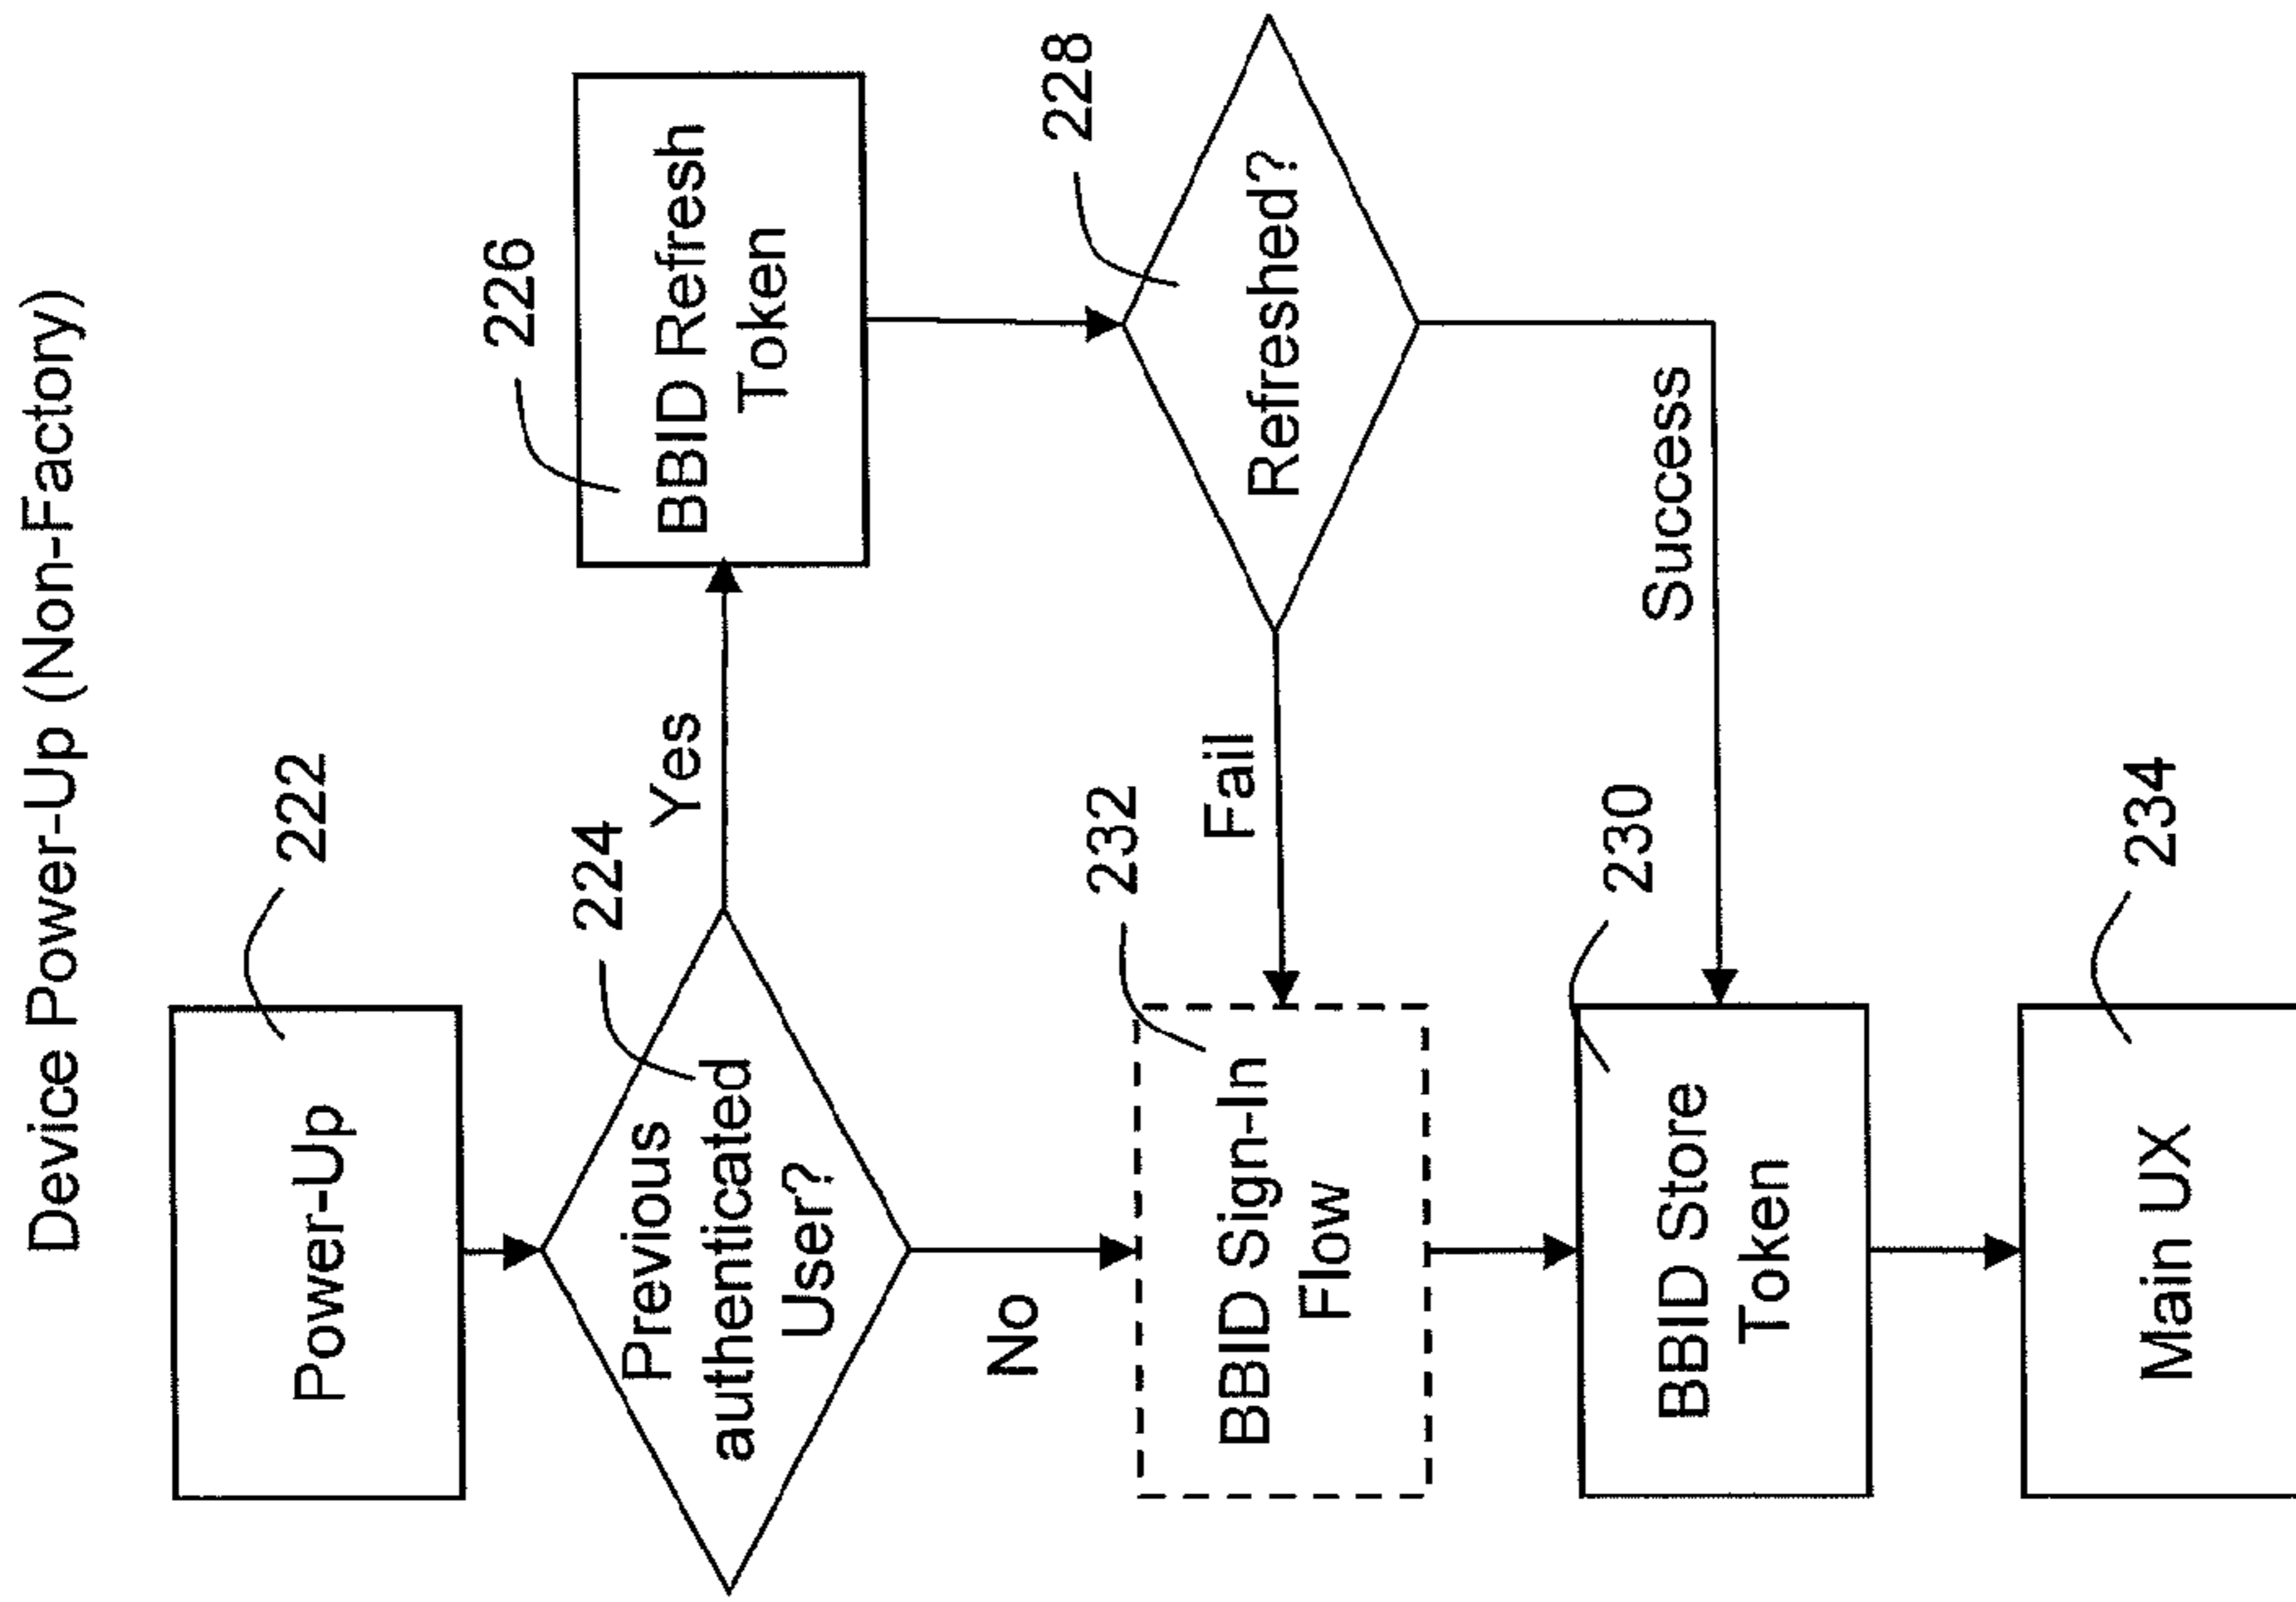 Device Power-Up (Non-Factory)
222
Power-Up
224
Previous
authenticated
User?
Yes
226
BBID Refresh
Token
228
Refreshed?
No
Fail
Success
232
BBID Sign-In
Flow
230
BBID Store
Token
234
Main UX